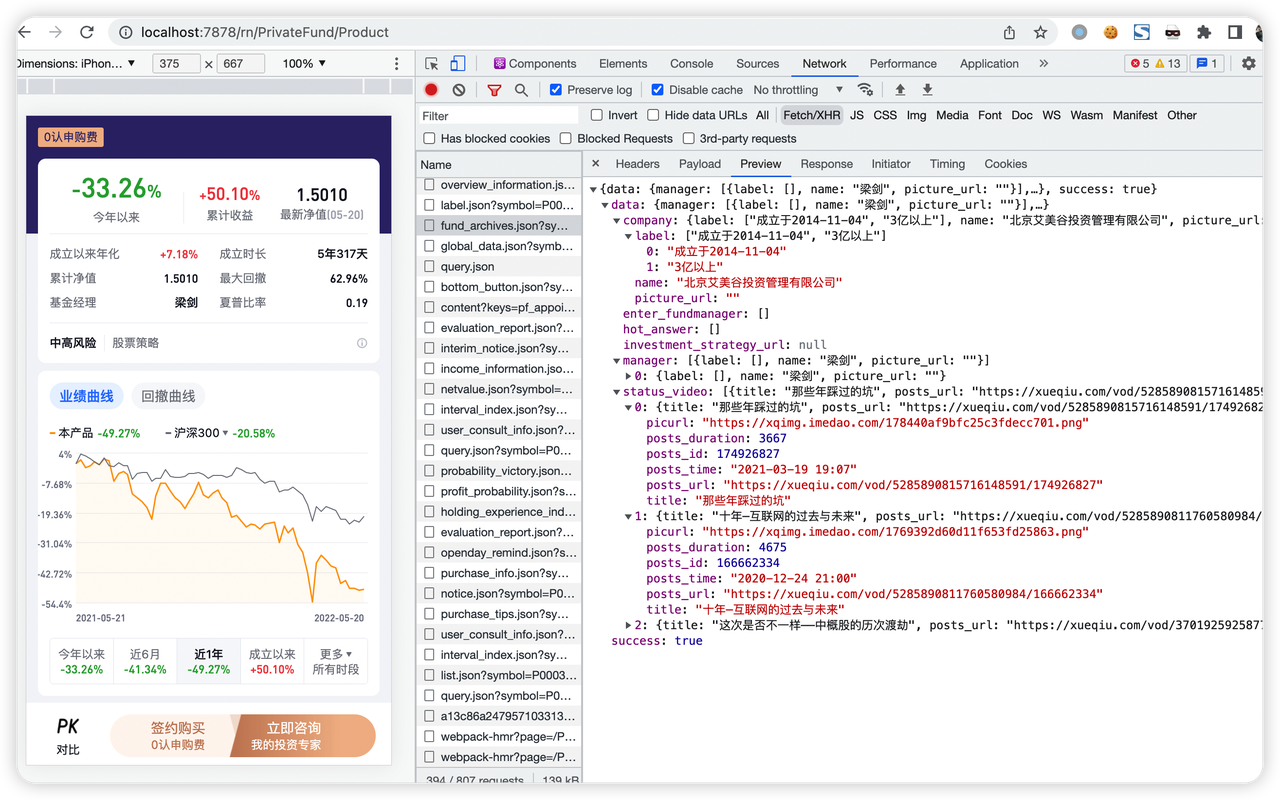 localhost:7878/rn/PrivateFund/Product
Dimensions: iPhon... ▼ 375 × 667 100% ▼
Components Elements Console Sources Network Performance Application » 5 13 1
Preserve log Disable cache No throttling ▼
Filter Invert Hide data URLs All Fetch/XHR JS CSS Img Media Font Doc WS Wasm Manifest Other
Has blocked cookies Blocked Requests 3rd-party requests
0认申购费
-33.26%
今年以来
+50.10%
累计收益
1.5010
最新净值(05-20)
成立以来年化 +7.18% 成立时长 5年317天
累计净值 1.5010 最大回撤 62.96%
基金经理 梁剑 夏普比率 0.19
中高风险 股票策略
业绩曲线 回撤曲线
本产品 -49.27% 沪深300 ▾ -20.58%
4%
-7.68%
-19.36%
-31.04%
-42.72%
-54.4%
2021-05-21 2022-05-20
今年以来 近6月 近1年 成立以来 更多 ▾
-33.26% -41.34% -49.27% +50.10% 所有时段
PK
对比
签约购买
0认申购费
立即咨询
我的投资专家
Name
overview_information.js...
label.json?symbol=P00...
fund_archives.json?sy...
global_data.json?symb...
query.json
bottom_button.json?sy...
content?keys=pf_appoi...
evaluation_report.json?...
interim_notice.json?sy...
income_information.js...
netvalue.json?symbol=...
interval_index.json?sy...
user_consult_info.json?...
query.json?symbol=P0...
probability_victory.json...
profit_probability.json?s...
holding_experience_ind...
evaluation_report.json?...
openday_remind.json?s...
purchase_info.json?sy...
notice.json?symbol=P0...
purchase_tips.json?sy...
user_consult_info.json?...
interval_index.json?sy...
list.json?symbol=P0003...
query.json?symbol=P0...
a13c86a247957103313...
webpack-hmr?page=/P...
webpack-hmr?page=/P...
394 / 807 requests 139 kB
× Headers Payload Preview Response Initiator Timing Cookies
▼{data: {manager: [{label: [], name: "梁剑", picture_url: ""}],…}, success: true}
▼data: {manager: [{label: [], name: "梁剑", picture_url: ""}],…}
▼company: {label: ["成立于2014-11-04", "3亿以上"], name: "北京艾美谷投资管理有限公司", picture_url:
▼label: ["成立于2014-11-04", "3亿以上"]
0: "成立于2014-11-04"
1: "3亿以上"
name: "北京艾美谷投资管理有限公司"
picture_url: ""
enter_fundmanager: []
hot_answer: []
investment_strategy_url: null
▼manager: [{label: [], name: "梁剑", picture_url: ""}]
▶0: {label: [], name: "梁剑", picture_url: ""}
▼status_video: [{title: "那些年踩过的坑", posts_url: "https://xueqiu.com/vod/528589081571614859
▼0: {title: "那些年踩过的坑", posts_url: "https://xueqiu.com/vod/5285890815716148591/17492682
picurl: "https://xqimg.imedao.com/178440af9bfc25c3fdecc701.png"
posts_duration: 3667
posts_id: 174926827
posts_time: "2021-03-19 19:07"
posts_url: "https://xueqiu.com/vod/5285890815716148591/174926827"
title: "那些年踩过的坑"
▼1: {title: "十年—互联网的过去与未来", posts_url: "https://xueqiu.com/vod/5285890811760580984/
picurl: "https://xqimg.imedao.com/1769392d60d11f653fd25863.png"
posts_duration: 4675
posts_id: 166662334
posts_time: "2020-12-24 21:00"
posts_url: "https://xueqiu.com/vod/5285890811760580984/166662334"
title: "十年—互联网的过去与未来"
▶2: {title: "这次是否不一样——中概股的历次渡劫", posts_url: "https://xueqiu.com/vod/3701925925877
success: true